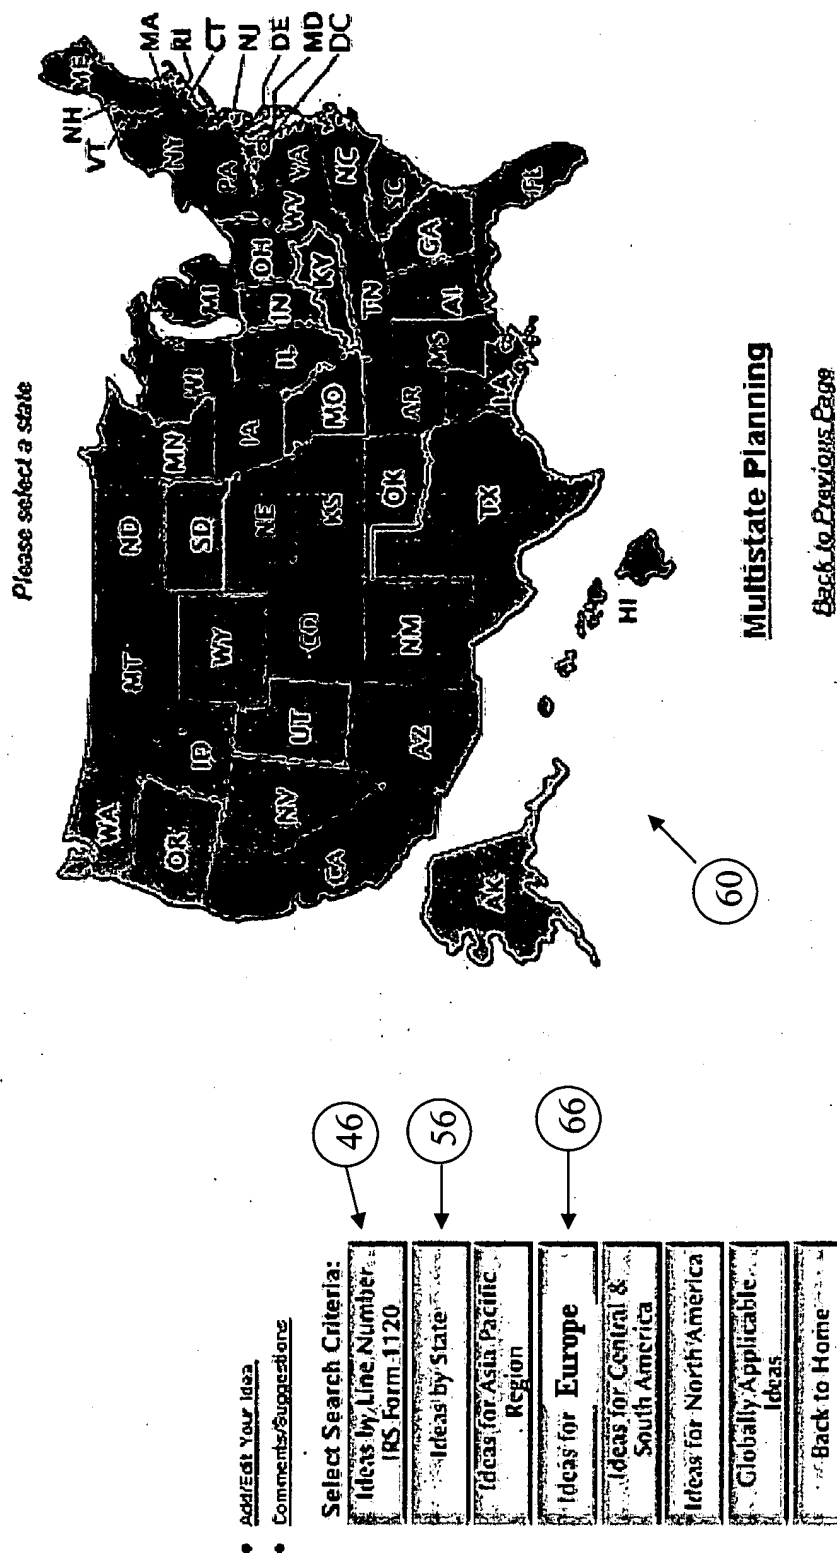 Please select a state
• Add/Edit Your Idea
• Comments/Suggestions
Select Search Criteria:
Ideas by Line Number
IRS Form 1120
Ideas by State
Ideas for Asia Pacific
Region
Ideas for Europe
Ideas for Central &
South America
Ideas for North America
Globally Applicable
Ideas
Back to Home
46
56
66
60
WA
OR
CA
NV
ID
MT
WY
UT
AZ
CO
NM
ND
SD
NE
KS
OK
TX
MN
IA
MO
AR
LA
WI
IL
MS
MI
IN
KY
TN
AL
OH
WV
GA
PA
VA
NC
SC
FL
NY
VT
NH
ME
MA
RI
CT
NJ
DE
MD
DC
AK
HI
Multistate Planning
Back to Previous Page